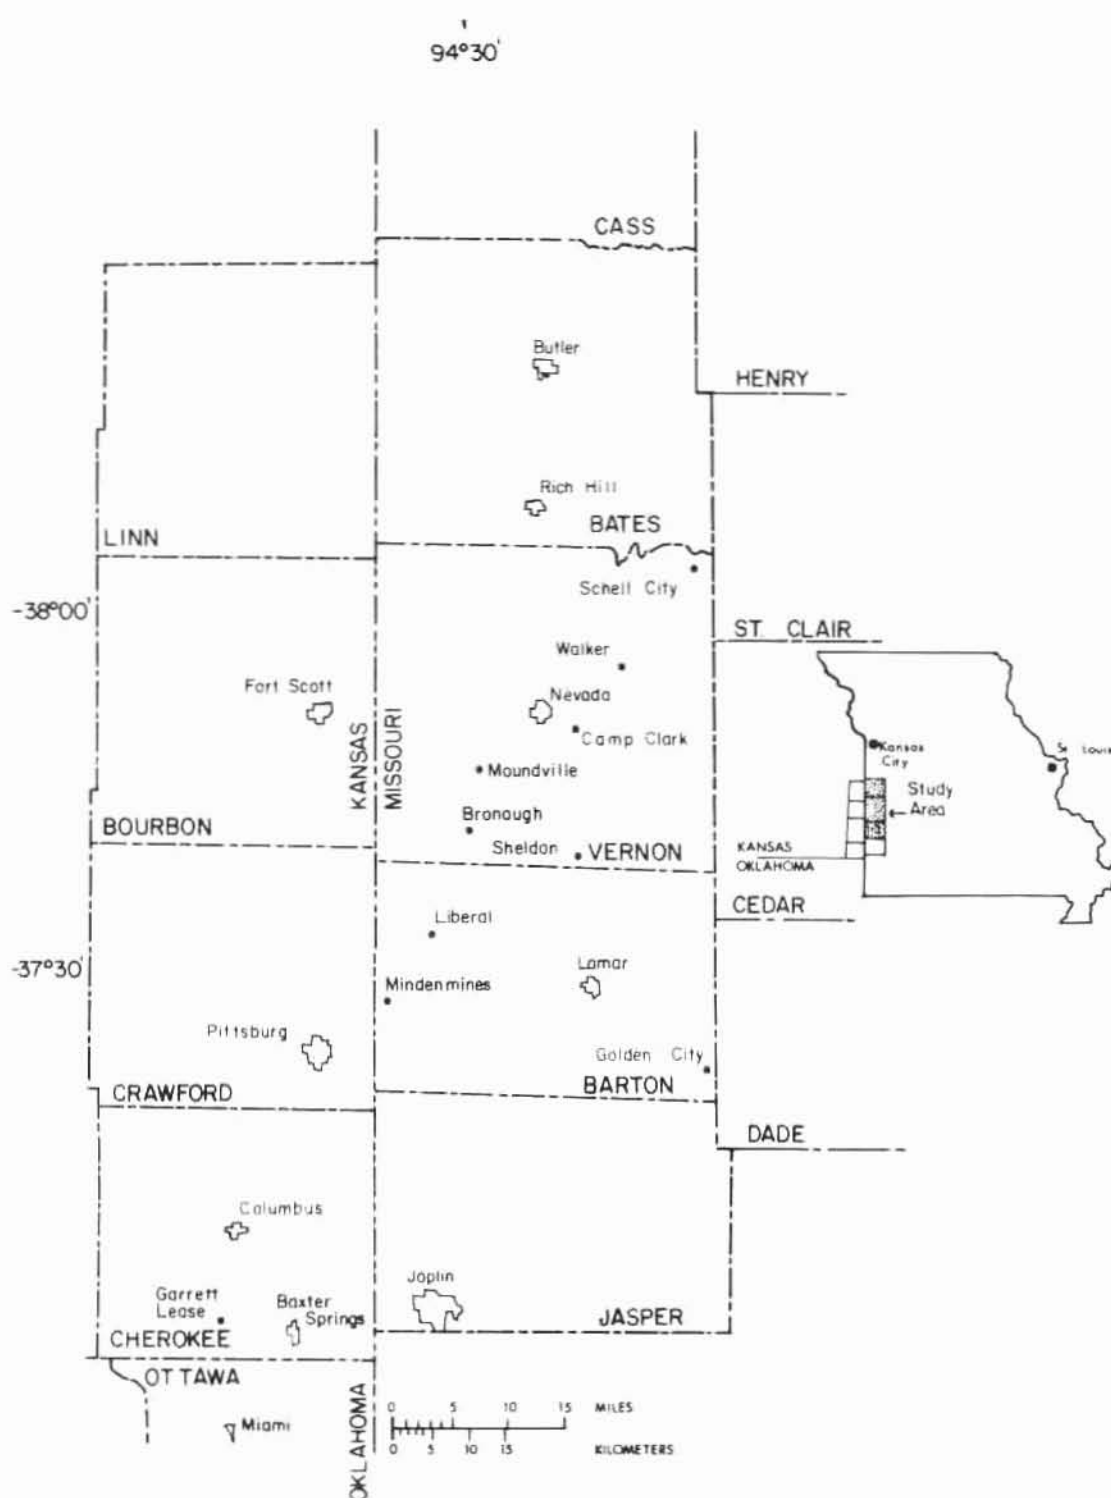 94°30'
CASS
Butler
HENRY
Rich Hill
BATES
LINN
Schell City
-38°00'
ST. CLAIR
Walker
Fort Scott
Nevada
KANSAS
MISSOURI
Camp Clark
Moundville
Bronaugh
BOURBON
Sheldon
VERNON
Kansas
City
St Louis
Study
Area
KANSAS
OKLAHOMA
CEDAR
Liberal
-37°30'
Lamar
Mindenmines
Pittsburg
Golden City
CRAWFORD
BARTON
DADE
Columbus
Joplin
Garrett
Lease
Baxter
Springs
CHEROKEE
JASPER
OTTAWA
OKLAHOMA
Miami
0 5 10 15 MILES
0 5 10 15 KILOMETERS